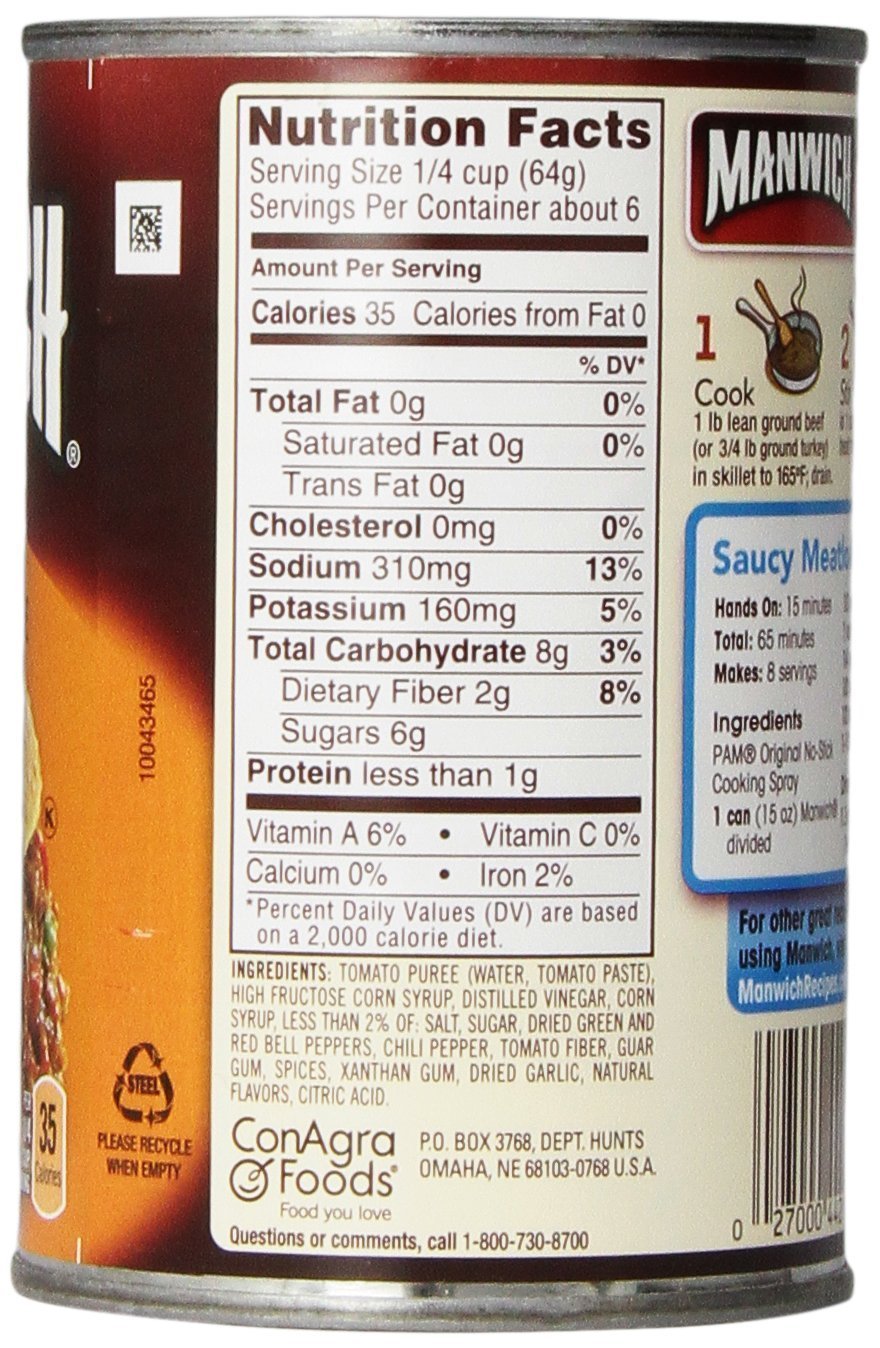 H®
10043465
K
35
Calories
STEEL
PLEASE RECYCLE
WHEN EMPTY
Nutrition Facts
Serving Size 1/4 cup (64g)
Servings Per Container about 6
Amount Per Serving
Calories 35 Calories from Fat 0
% DV*
Total Fat 0g 0%
Saturated Fat 0g 0%
Trans Fat 0g
Cholesterol 0mg 0%
Sodium 310mg 13%
Potassium 160mg 5%
Total Carbohydrate 8g 3%
Dietary Fiber 2g 8%
Sugars 6g
Protein less than 1g
Vitamin A 6% • Vitamin C 0%
Calcium 0% • Iron 2%
*Percent Daily Values (DV) are based
on a 2,000 calorie diet.
INGREDIENTS: TOMATO PUREE (WATER, TOMATO PASTE),
HIGH FRUCTOSE CORN SYRUP, DISTILLED VINEGAR, CORN
SYRUP, LESS THAN 2% OF: SALT, SUGAR, DRIED GREEN AND
RED BELL PEPPERS, CHILI PEPPER, TOMATO FIBER, GUAR
GUM, SPICES, XANTHAN GUM, DRIED GARLIC, NATURAL
FLAVORS, CITRIC ACID.
ConAgra
Foods®
Food you love
P.O. BOX 3768, DEPT. HUNTS
OMAHA, NE 68103-0768 U.S.A.
Questions or comments, call 1-800-730-8700
MANWICH
1
Cook
1 lb lean ground beef
(or 3/4 lb ground turkey)
in skillet to 165°F; drain.
2
Saucy
Hands On: 15 minutes
Total: 65 minutes
Makes: 8 servings
Ingredients
PAM® Original No-Stick
Cooking Spray
1 can (15 oz) Manwich®
divided
For other great
using Manwich,
0 27000